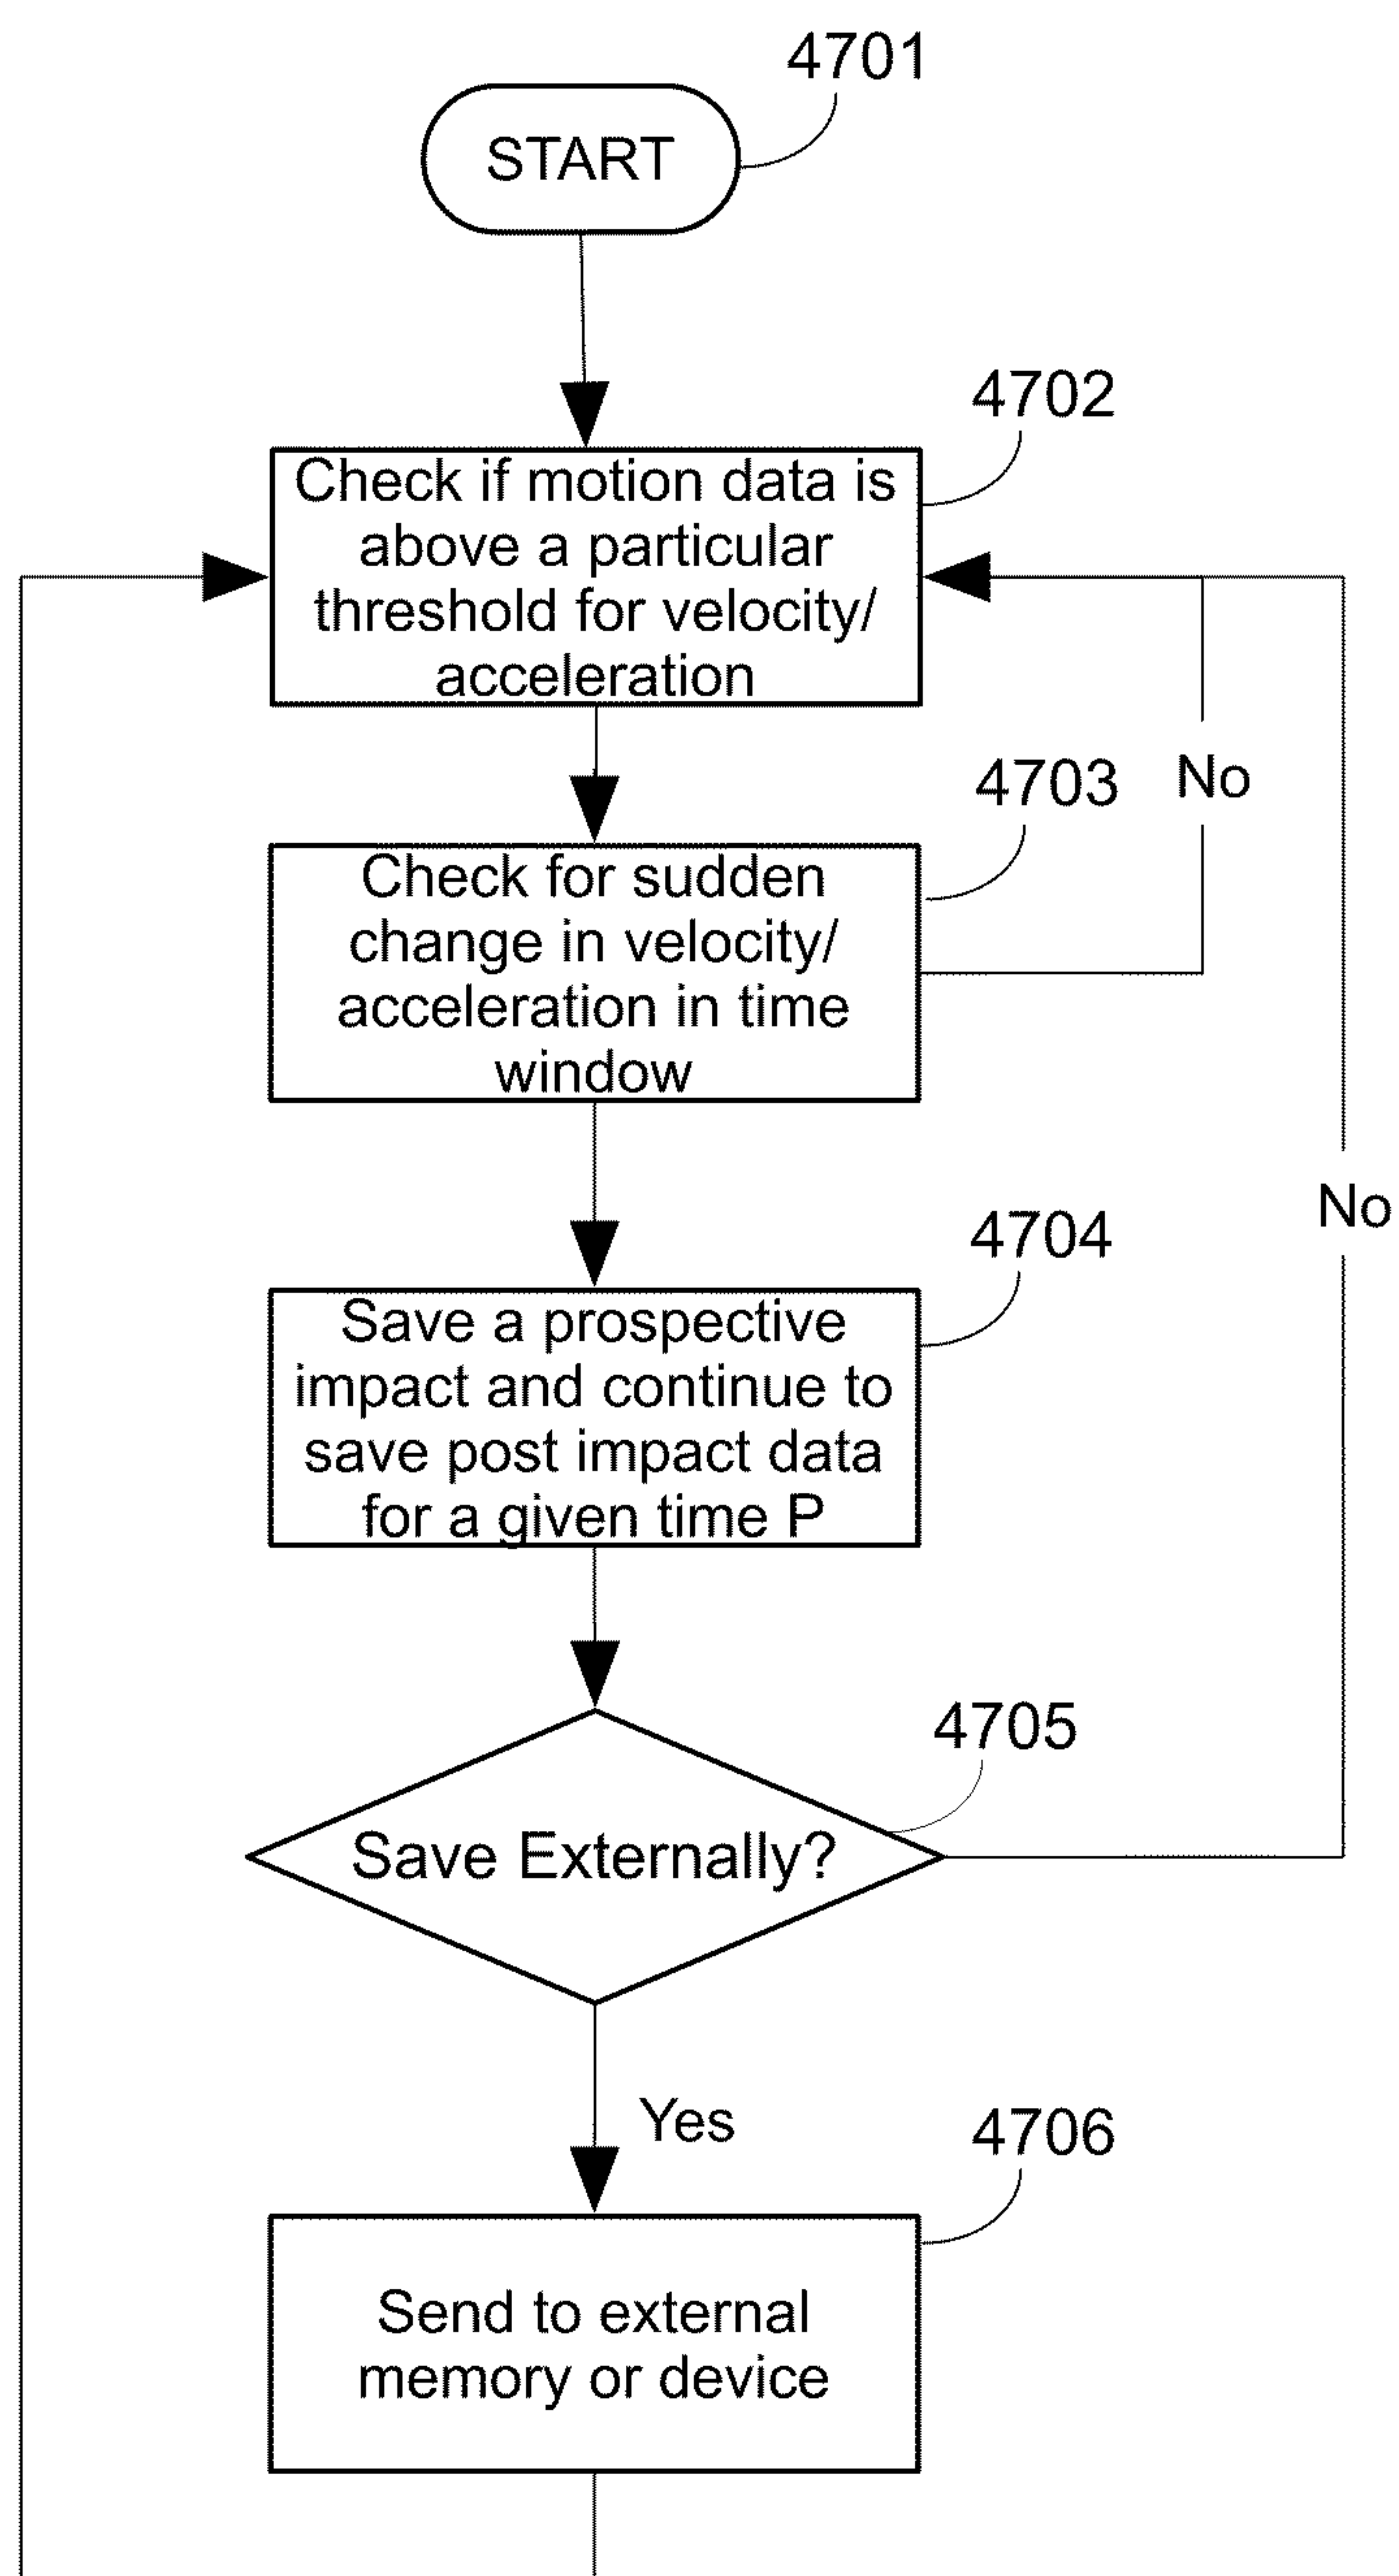 4701
START
4702
Check if motion data is
above a particular
threshold for velocity/
acceleration
4703
No
Check for sudden
change in velocity/
acceleration in time
window
No
4704
Save a prospective
impact and continue to
save post impact data
for a given time P
4705
Save Externally?
Yes
4706
Send to external
memory or device